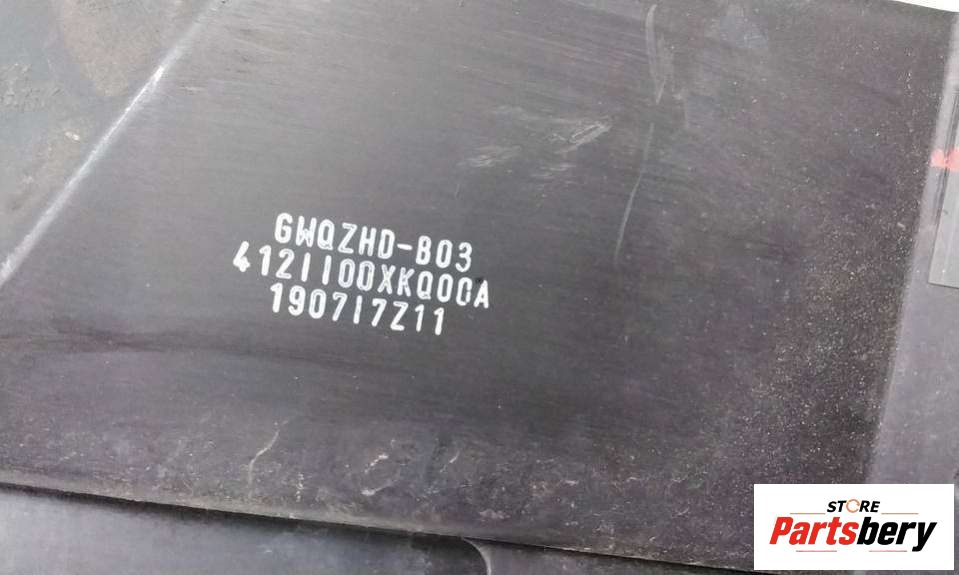 GWQZHD-B03
4121100XKQ00A
190717Z11
STORE
Partsbery